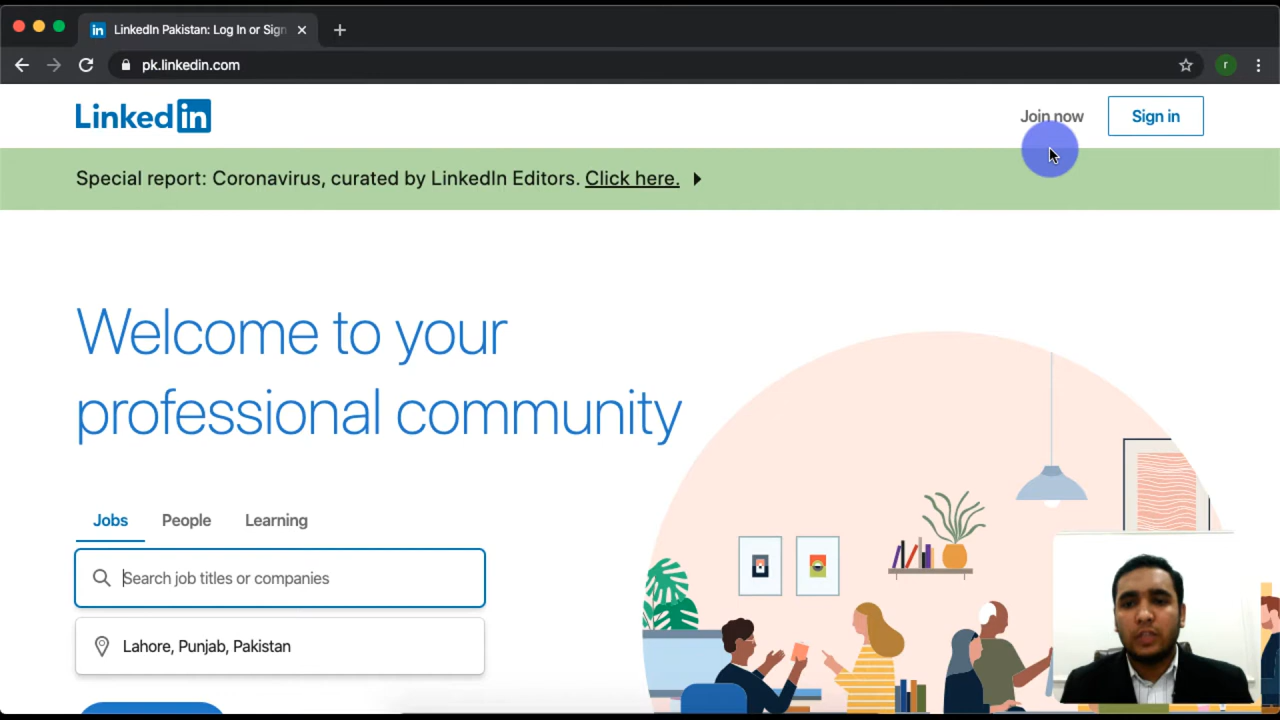 LinkedIn Pakistan: Log In or Sign
pk.linkedin.com
r
LinkedIn
Join now
Sign in
Special report: Coronavirus, curated by LinkedIn Editors. Click here.
Welcome to your
professional community
Jobs
People
Learning
Search job titles or companies
Lahore, Punjab, Pakistan